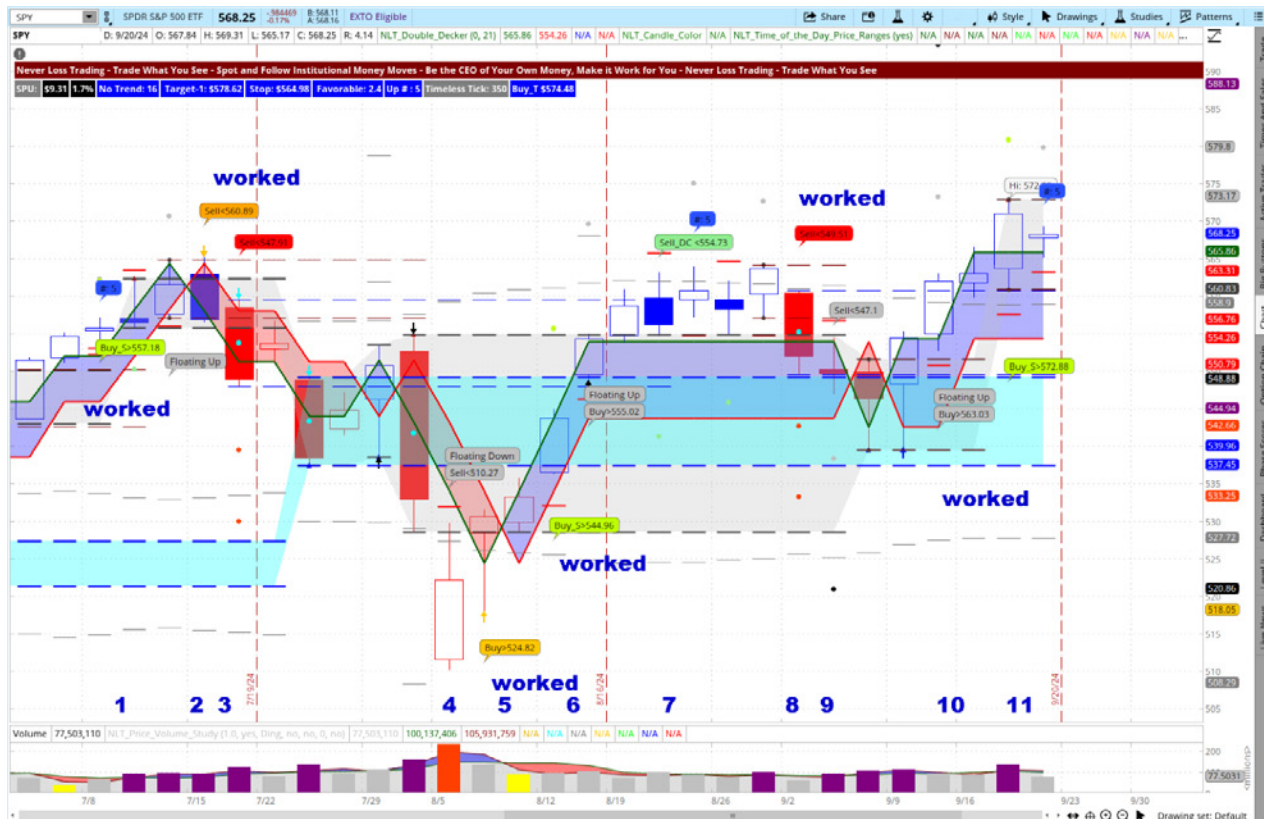 SPY SPDR S&P 500 ETF 568.25 -.984469 -0.17% B: 568.11 A: 568.16 EXTO Eligible Share Style Drawings Studies Patterns
SPY D: 9/20/24 O: 567.84 H: 569.31 L: 565.17 C: 568.25 R: 4.14 NLT_Double_Decker (0, 21) 565.86 554.26 N/A N/A NLT_Candle_Color N/A NLT_Time_of_the_Day_Price_Ranges (yes) N/A N/A N/A N/A N/A N/A N/A N/A N/A ...
Never Loss Trading - Trade What You See - Spot and Follow Institutional Money Moves - Be the CEO of Your Own Money, Make it Work for You - Never Loss Trading - Trade What You See
SPU: $9.31 1.7% No Trend: 16 Target-1: $578.62 Stop: $564.98 Favorable: 2.4 Up # : 5 Timeless Tick: 350 Buy_T $574.48
590
588.13
585
579.8
worked
575
Hi: 572
#: 5
573.17
worked
Sell<560.89
#: 5
570
Sell<547.91
Sell_DC <554.73
Sell<549.51
568.25
565.86
563.31
#: 5
560.83
558.9
Sell<547.1
556.76
Buy_S>557.18
554.26
Floating Up
Buy_S>572.88
550.79
548.88
worked
Floating Up
Floating Up
Buy>555.02
Buy>563.03
544.94
542.66
539.96
Floating Down
537.45
Sell<510.27
535
worked
533.25
Buy_S>544.96
530
527.72
worked
525
520.86
518.05
515
Buy>524.82
510
worked
508.29
7/19/24
8/16/24
9/20/24
1 2 3 4 5 6 7 8 9 10 11
505
Volume 77,503,110 NLT_Price_Volume_Study (1.0, yes, Ding, no, no, 0, no) 77,503,110 100,137,406 105,931,759 N/A N/A N/A N/A N/A N/A N/A
200
77.5031
<millions>
7/8 7/15 7/22 7/29 8/5 8/12 8/19 8/26 9/2 9/9 9/16 9/23 9/30
Drawing set: Default